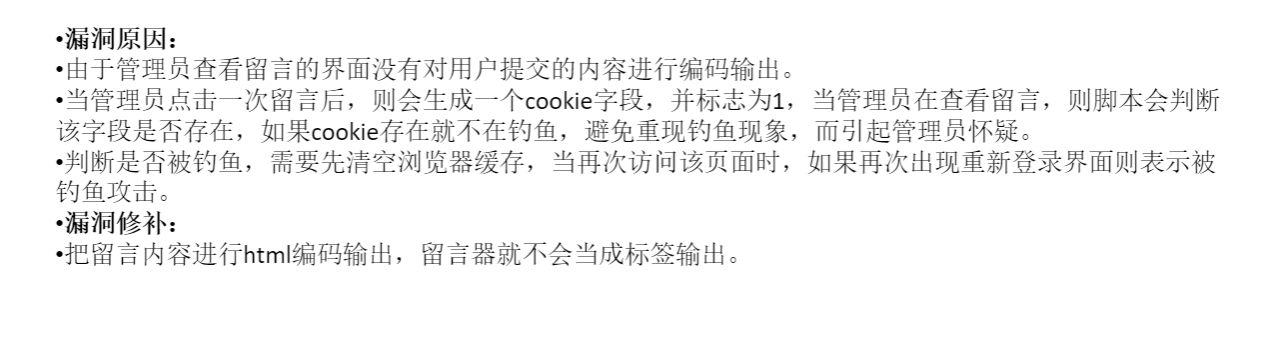 •漏洞原因：
•由于管理员查看留言的界面没有对用户提交的内容进行编码输出。
•当管理员点击一次留言后，则会生成一个cookie字段，并标志为1，当管理员在查看留言，则脚本会判断
该字段是否存在，如果cookie存在就不在钓鱼，避免重现钓鱼现象，而引起管理员怀疑。
•判断是否被钓鱼，需要先清空浏览器缓存，当再次访问该页面时，如果再次出现重新登录界面则表示被
钓鱼攻击。
•漏洞修补：
•把留言内容进行html编码输出，留言器就不会当成标签输出。